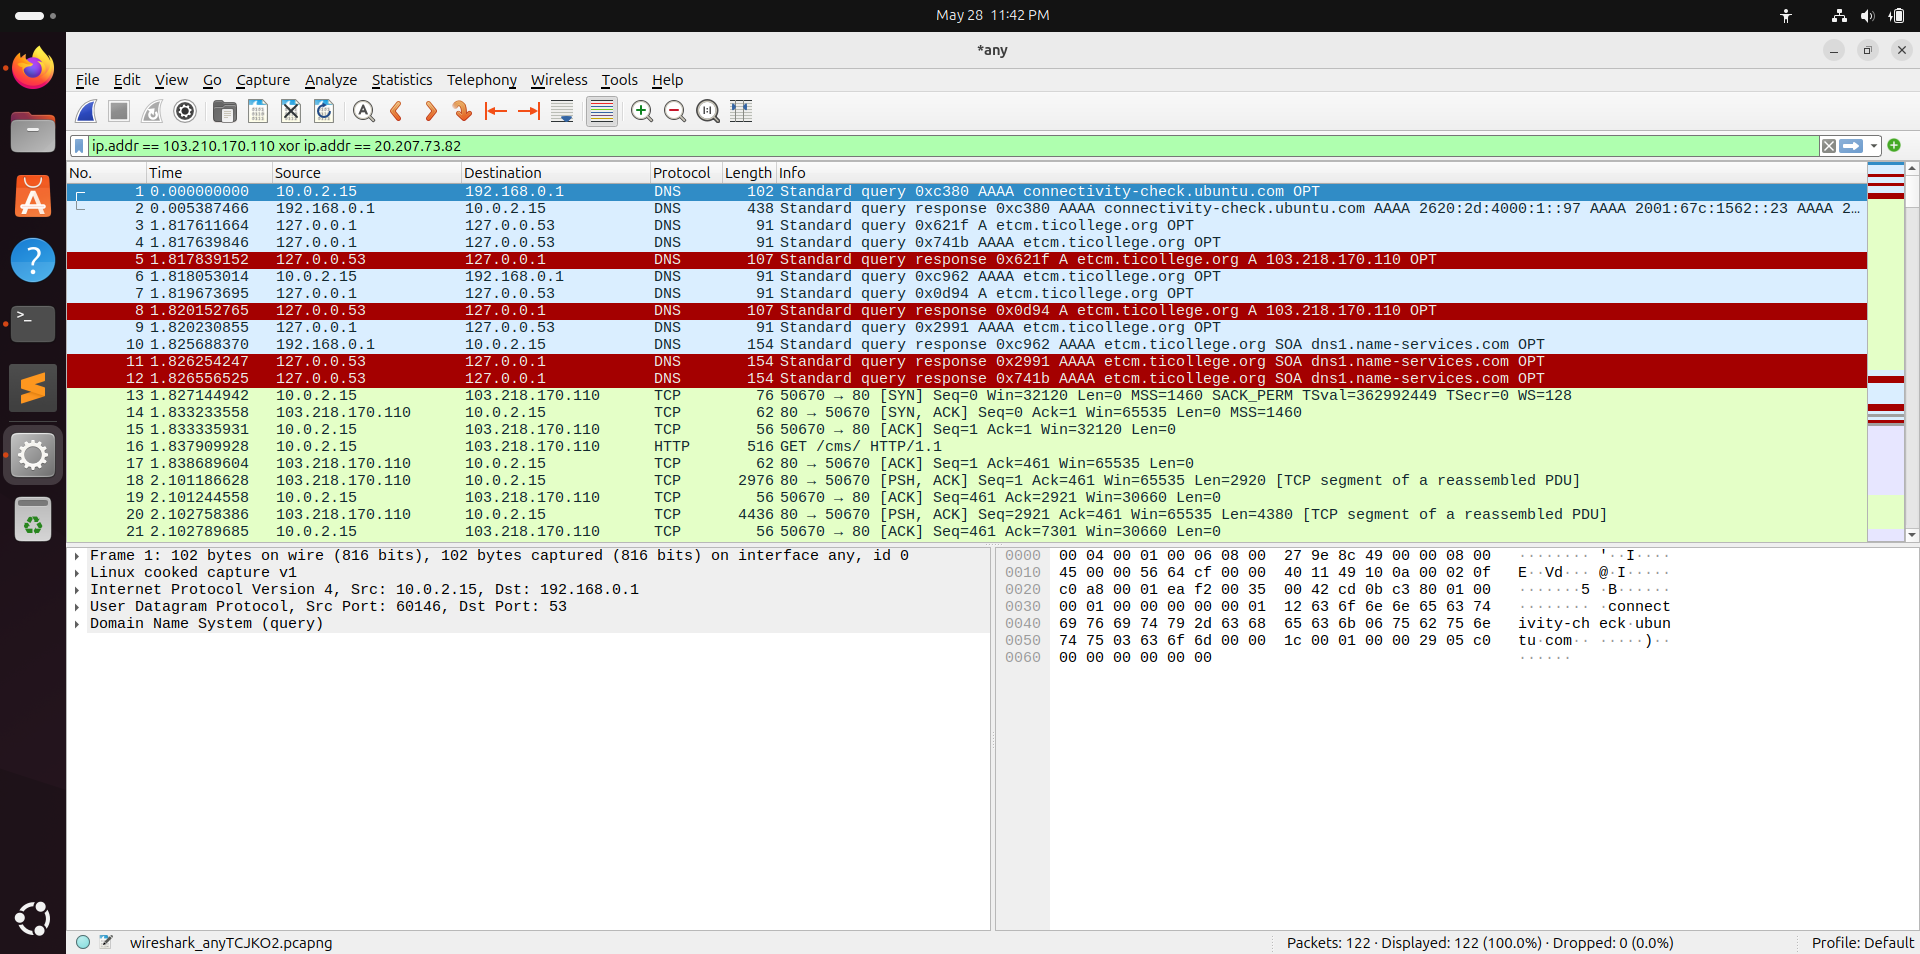 May 28 11:42 PM
*any
File Edit View Go Capture Analyze Statistics Telephony Wireless Tools Help
ip.addr == 103.210.170.110 xor ip.addr == 20.207.73.82
No. Time Source Destination Protocol Length Info
1 0.000000000 10.0.2.15 192.168.0.1 DNS 102 Standard query 0xc380 AAAA connectivity-check.ubuntu.com OPT
2 0.005387466 192.168.0.1 10.0.2.15 DNS 438 Standard query response 0xc380 AAAA connectivity-check.ubuntu.com AAAA 2620:2d:4000:1::97 AAAA 2001:67c:1562::23 AAAA 2…
3 1.817611664 127.0.0.1 127.0.0.53 DNS 91 Standard query 0x621f A etcm.ticollege.org OPT
4 1.817639846 127.0.0.1 127.0.0.53 DNS 91 Standard query 0x741b AAAA etcm.ticollege.org OPT
5 1.817839152 127.0.0.53 127.0.0.1 DNS 107 Standard query response 0x621f A etcm.ticollege.org A 103.218.170.110 OPT
6 1.818053014 10.0.2.15 192.168.0.1 DNS 91 Standard query 0xc962 AAAA etcm.ticollege.org OPT
7 1.819673695 127.0.0.1 127.0.0.53 DNS 91 Standard query 0x0d94 A etcm.ticollege.org OPT
8 1.820152765 127.0.0.53 127.0.0.1 DNS 107 Standard query response 0x0d94 A etcm.ticollege.org A 103.218.170.110 OPT
9 1.820230855 127.0.0.1 127.0.0.53 DNS 91 Standard query 0x2991 AAAA etcm.ticollege.org OPT
10 1.825688370 192.168.0.1 10.0.2.15 DNS 154 Standard query response 0xc962 AAAA etcm.ticollege.org SOA dns1.name-services.com OPT
11 1.826254247 127.0.0.53 127.0.0.1 DNS 154 Standard query response 0x2991 AAAA etcm.ticollege.org SOA dns1.name-services.com OPT
12 1.826556525 127.0.0.53 127.0.0.1 DNS 154 Standard query response 0x741b AAAA etcm.ticollege.org SOA dns1.name-services.com OPT
13 1.827144942 10.0.2.15 103.218.170.110 TCP 76 50670 → 80 [SYN] Seq=0 Win=32120 Len=0 MSS=1460 SACK_PERM TSval=362992449 TSecr=0 WS=128
14 1.833233558 103.218.170.110 10.0.2.15 TCP 62 80 → 50670 [SYN, ACK] Seq=0 Ack=1 Win=65535 Len=0 MSS=1460
15 1.833335931 10.0.2.15 103.218.170.110 TCP 56 50670 → 80 [ACK] Seq=1 Ack=1 Win=32120 Len=0
16 1.837909928 10.0.2.15 103.218.170.110 HTTP 516 GET /cms/ HTTP/1.1
17 1.838689604 103.218.170.110 10.0.2.15 TCP 62 80 → 50670 [ACK] Seq=1 Ack=461 Win=65535 Len=0
18 2.101186628 103.218.170.110 10.0.2.15 TCP 2976 80 → 50670 [PSH, ACK] Seq=1 Ack=461 Win=65535 Len=2920 [TCP segment of a reassembled PDU]
19 2.101244558 10.0.2.15 103.218.170.110 TCP 56 50670 → 80 [ACK] Seq=461 Ack=2921 Win=30660 Len=0
20 2.102758386 103.218.170.110 10.0.2.15 TCP 4436 80 → 50670 [PSH, ACK] Seq=2921 Ack=461 Win=65535 Len=4380 [TCP segment of a reassembled PDU]
21 2.102789685 10.0.2.15 103.218.170.110 TCP 56 50670 → 80 [ACK] Seq=461 Ack=7301 Win=30660 Len=0
Frame 1: 102 bytes on wire (816 bits), 102 bytes captured (816 bits) on interface any, id 0
Linux cooked capture v1
Internet Protocol Version 4, Src: 10.0.2.15, Dst: 192.168.0.1
User Datagram Protocol, Src Port: 60146, Dst Port: 53
Domain Name System (query)
0000 00 04 00 01 00 06 08 00 27 9e 8c 49 00 00 08 00 ········ '··I····
0010 45 00 00 56 64 cf 00 00 40 11 49 10 0a 00 02 0f E··Vd··· @·I·····
0020 c0 a8 00 01 ea f2 00 35 00 42 cd 0b c3 80 01 00 ·······5 ·B······
0030 00 01 00 00 00 00 00 01 12 63 6f 6e 6e 65 63 74 ········ ·connect
0040 69 76 69 74 79 2d 63 68 65 63 6b 06 75 62 75 6e ivity-ch eck·ubun
0050 74 75 03 63 6f 6d 00 00 1c 00 01 00 00 29 05 c0 tu·com·· ·····)··
0060 00 00 00 00 00 00 ······
wireshark_anyTCJKO2.pcapng
Packets: 122 · Displayed: 122 (100.0%) · Dropped: 0 (0.0%)
Profile: Default